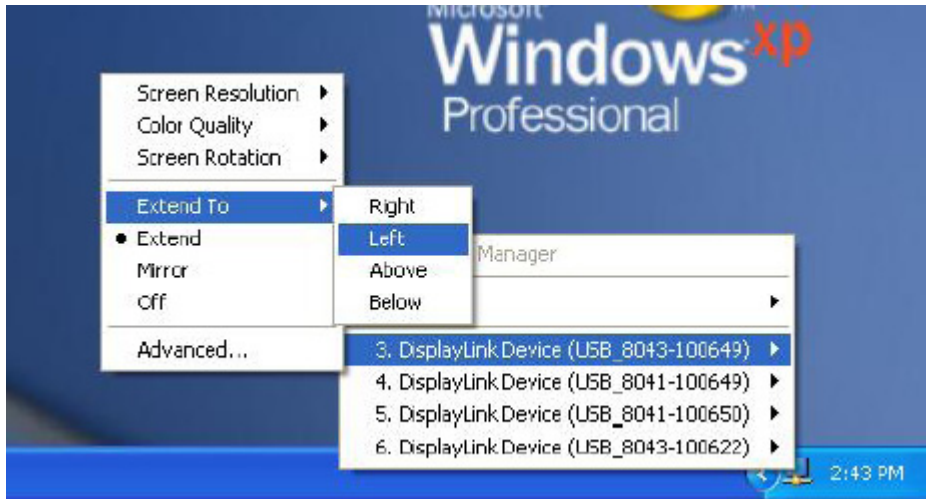 Microsoft
Windows xp
Professional
Screen Resolution
Color Quality
Screen Rotation
Extend To
Extend
Mirror
Off
Advanced...
Right
Left
Above
Below
Manager
3. DisplayLink Device (USB_8043-100649)
4. DisplayLink Device (USB_8041-100649)
5. DisplayLink Device (USB_8041-100650)
6. DisplayLink Device (USB_8043-100622)
2:43 PM